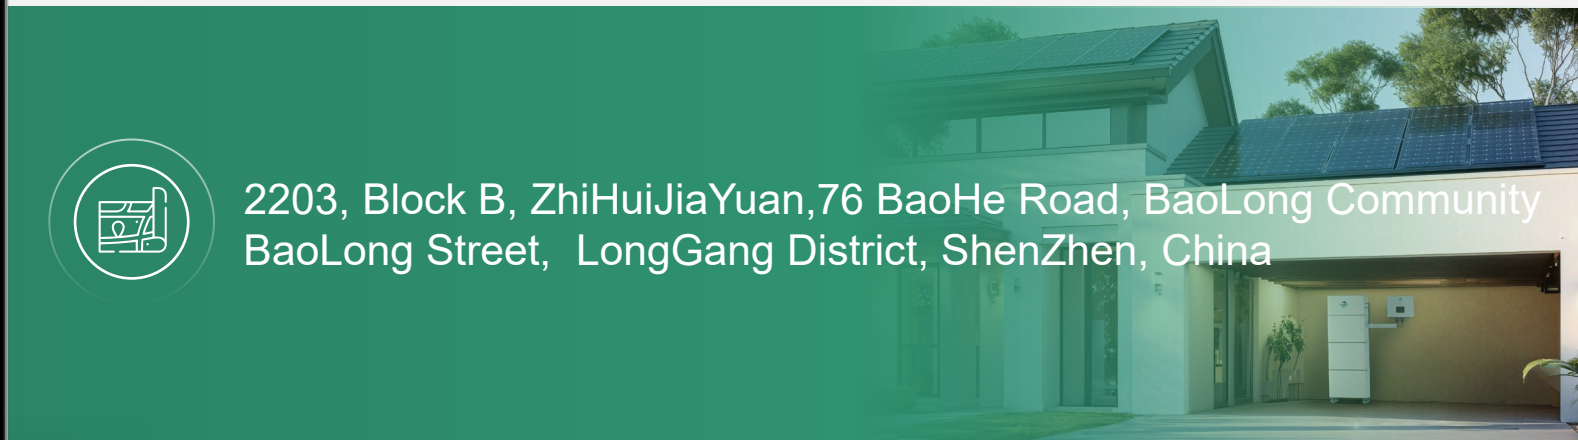 2203, Block B, ZhiHuiJiaYuan,76 BaoHe Road, BaoLong Community
BaoLong Street,  LongGang District, ShenZhen, China